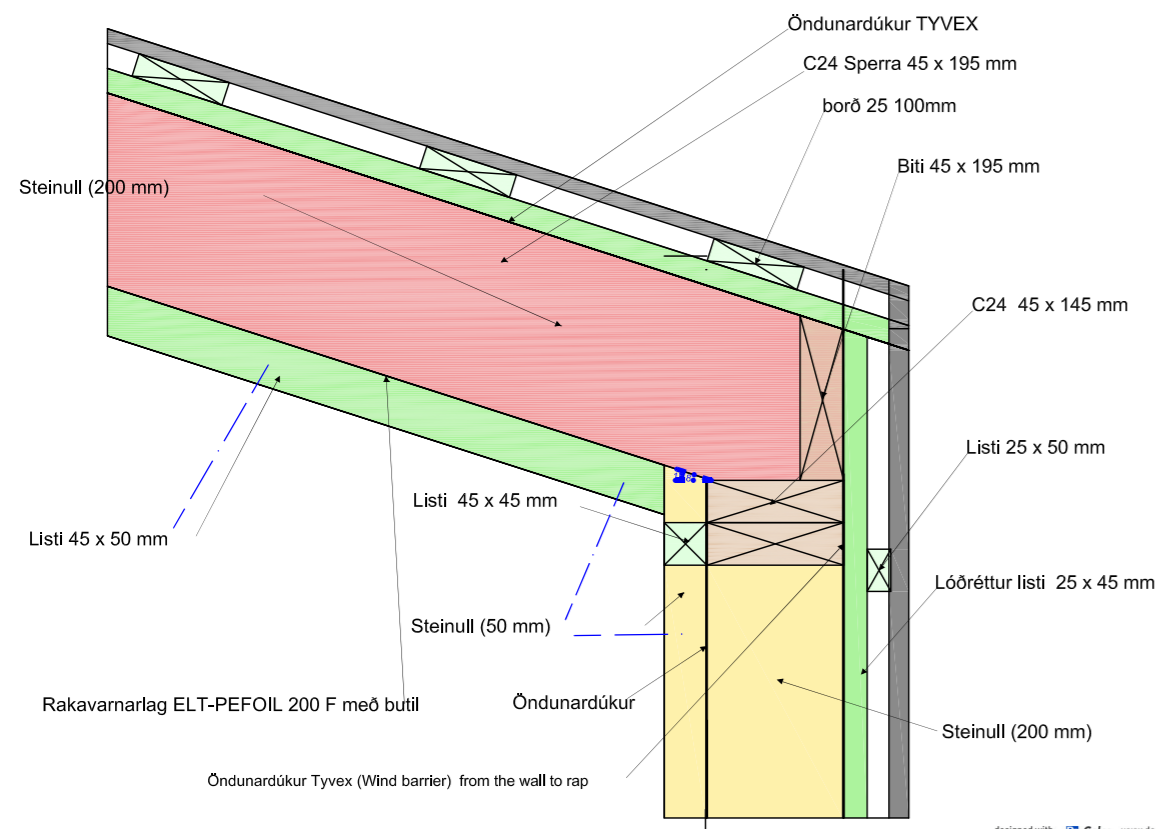 Öndunardúkur TYVEX
C24 Sperra 45 x 195 mm
borð 25 100mm
Biti 45 x 195 mm
Steinull (200 mm)
C24 45 x 145 mm
Listi 25 x 50 mm
Listi 45 x 45 mm
Listi 45 x 50 mm
Lóðréttur listi 25 x 45 mm
Steinull (50 mm)
Rakavarnarlag ELT-PEFOIL 200 F með butil
Öndunardúkur
Steinull (200 mm)
Öndunardúkur Tyvex (Wind barrier) from the wall to rap